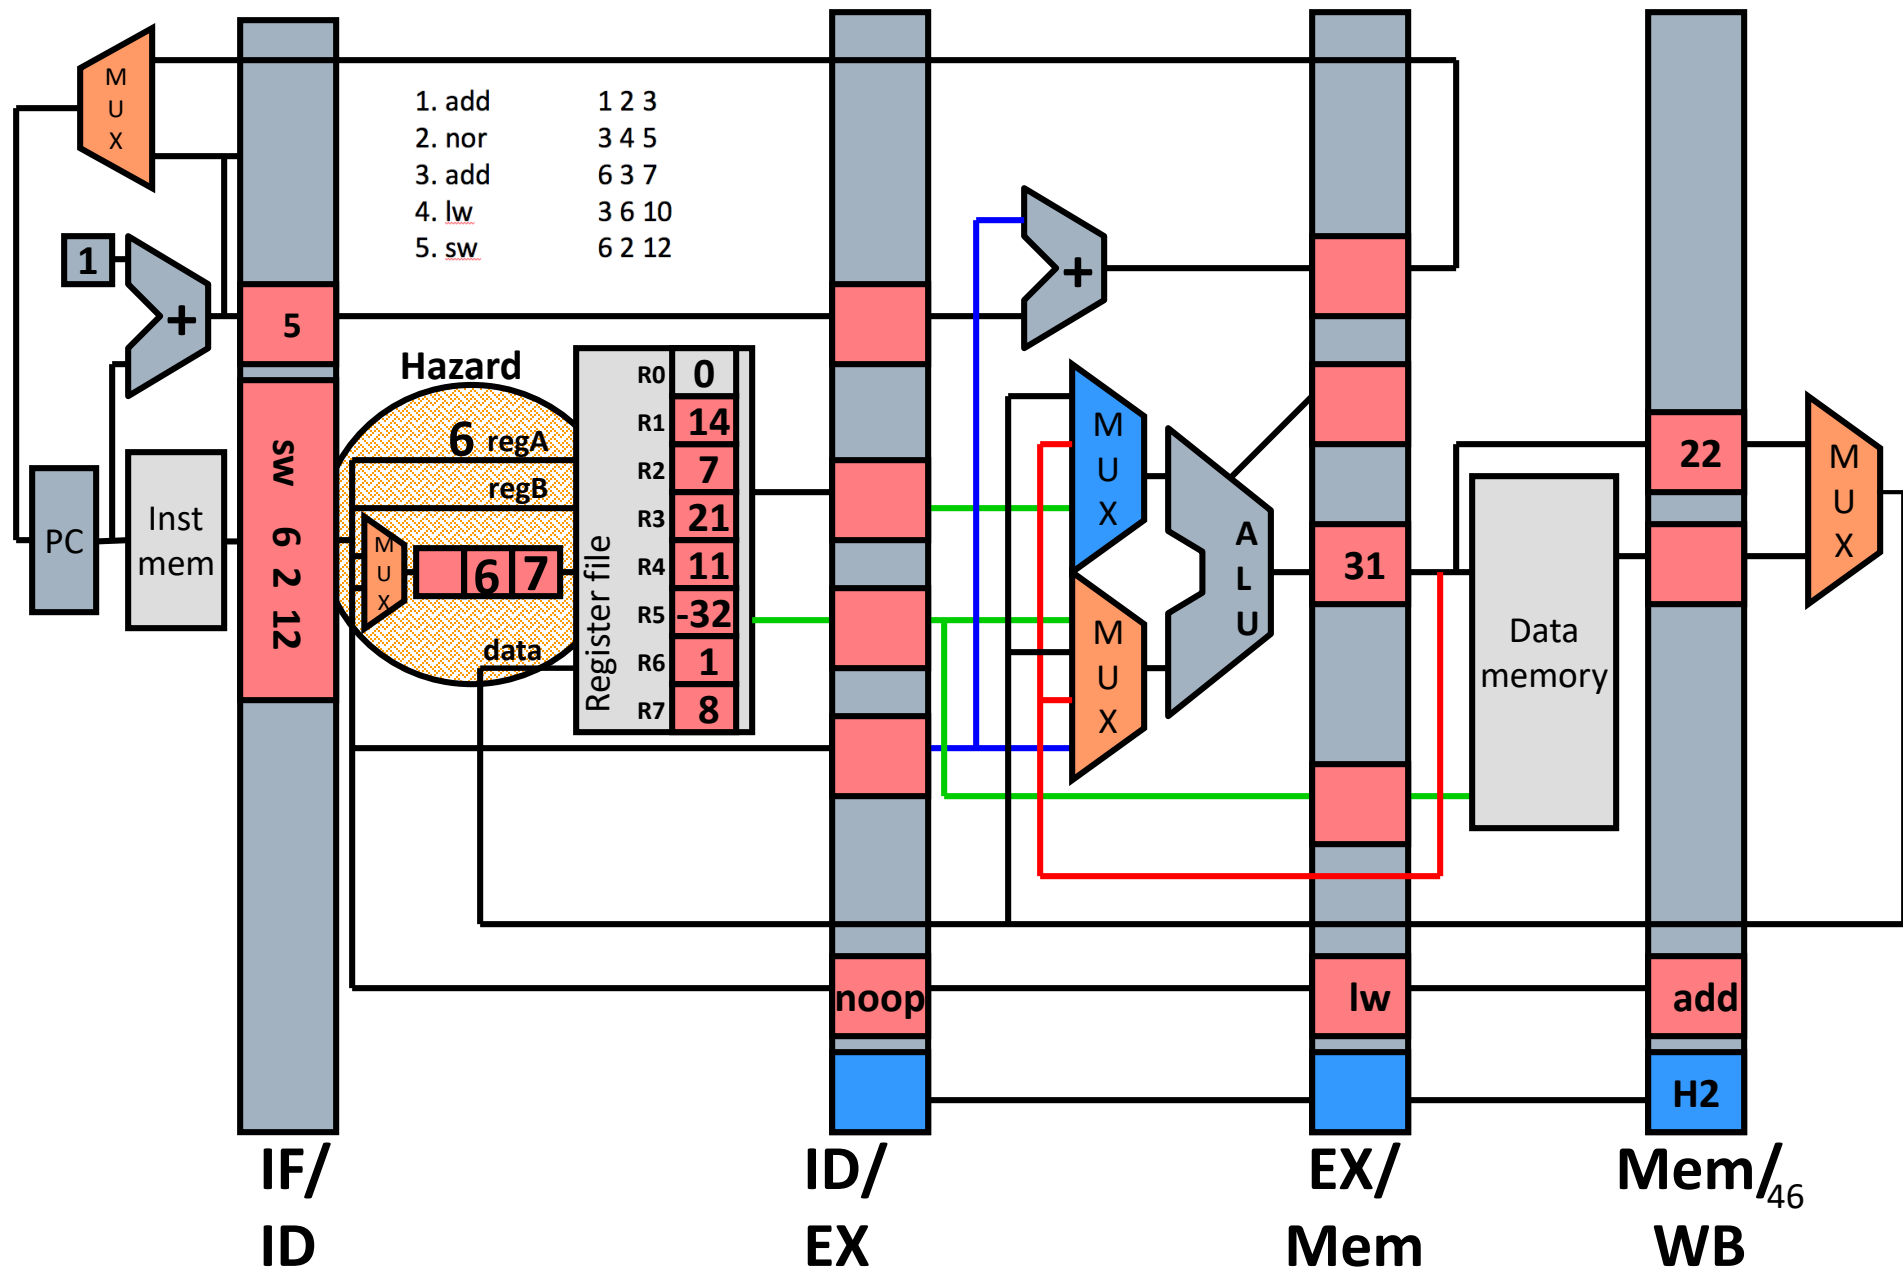 M
U
X
1. add 1 2 3
2. nor 3 4 5
3. add 6 3 7
4. lw 3 6 10
5. sw 6 2 12
1
+
+
5
Hazard
R0 0
R1 14
R2 7
R3 21
R4 11
R5 -32
R6 1
R7 8
Register file
6 regA
regB
M
U
X
6 7
data
sw 6 2 12
PC
Inst
mem
M
U
X
M
U
X
A
L
U
31
22
Data
memory
M
U
X
noop
lw
add
H2
IF/
ID
ID/
EX
EX/
Mem
Mem/
WB
46